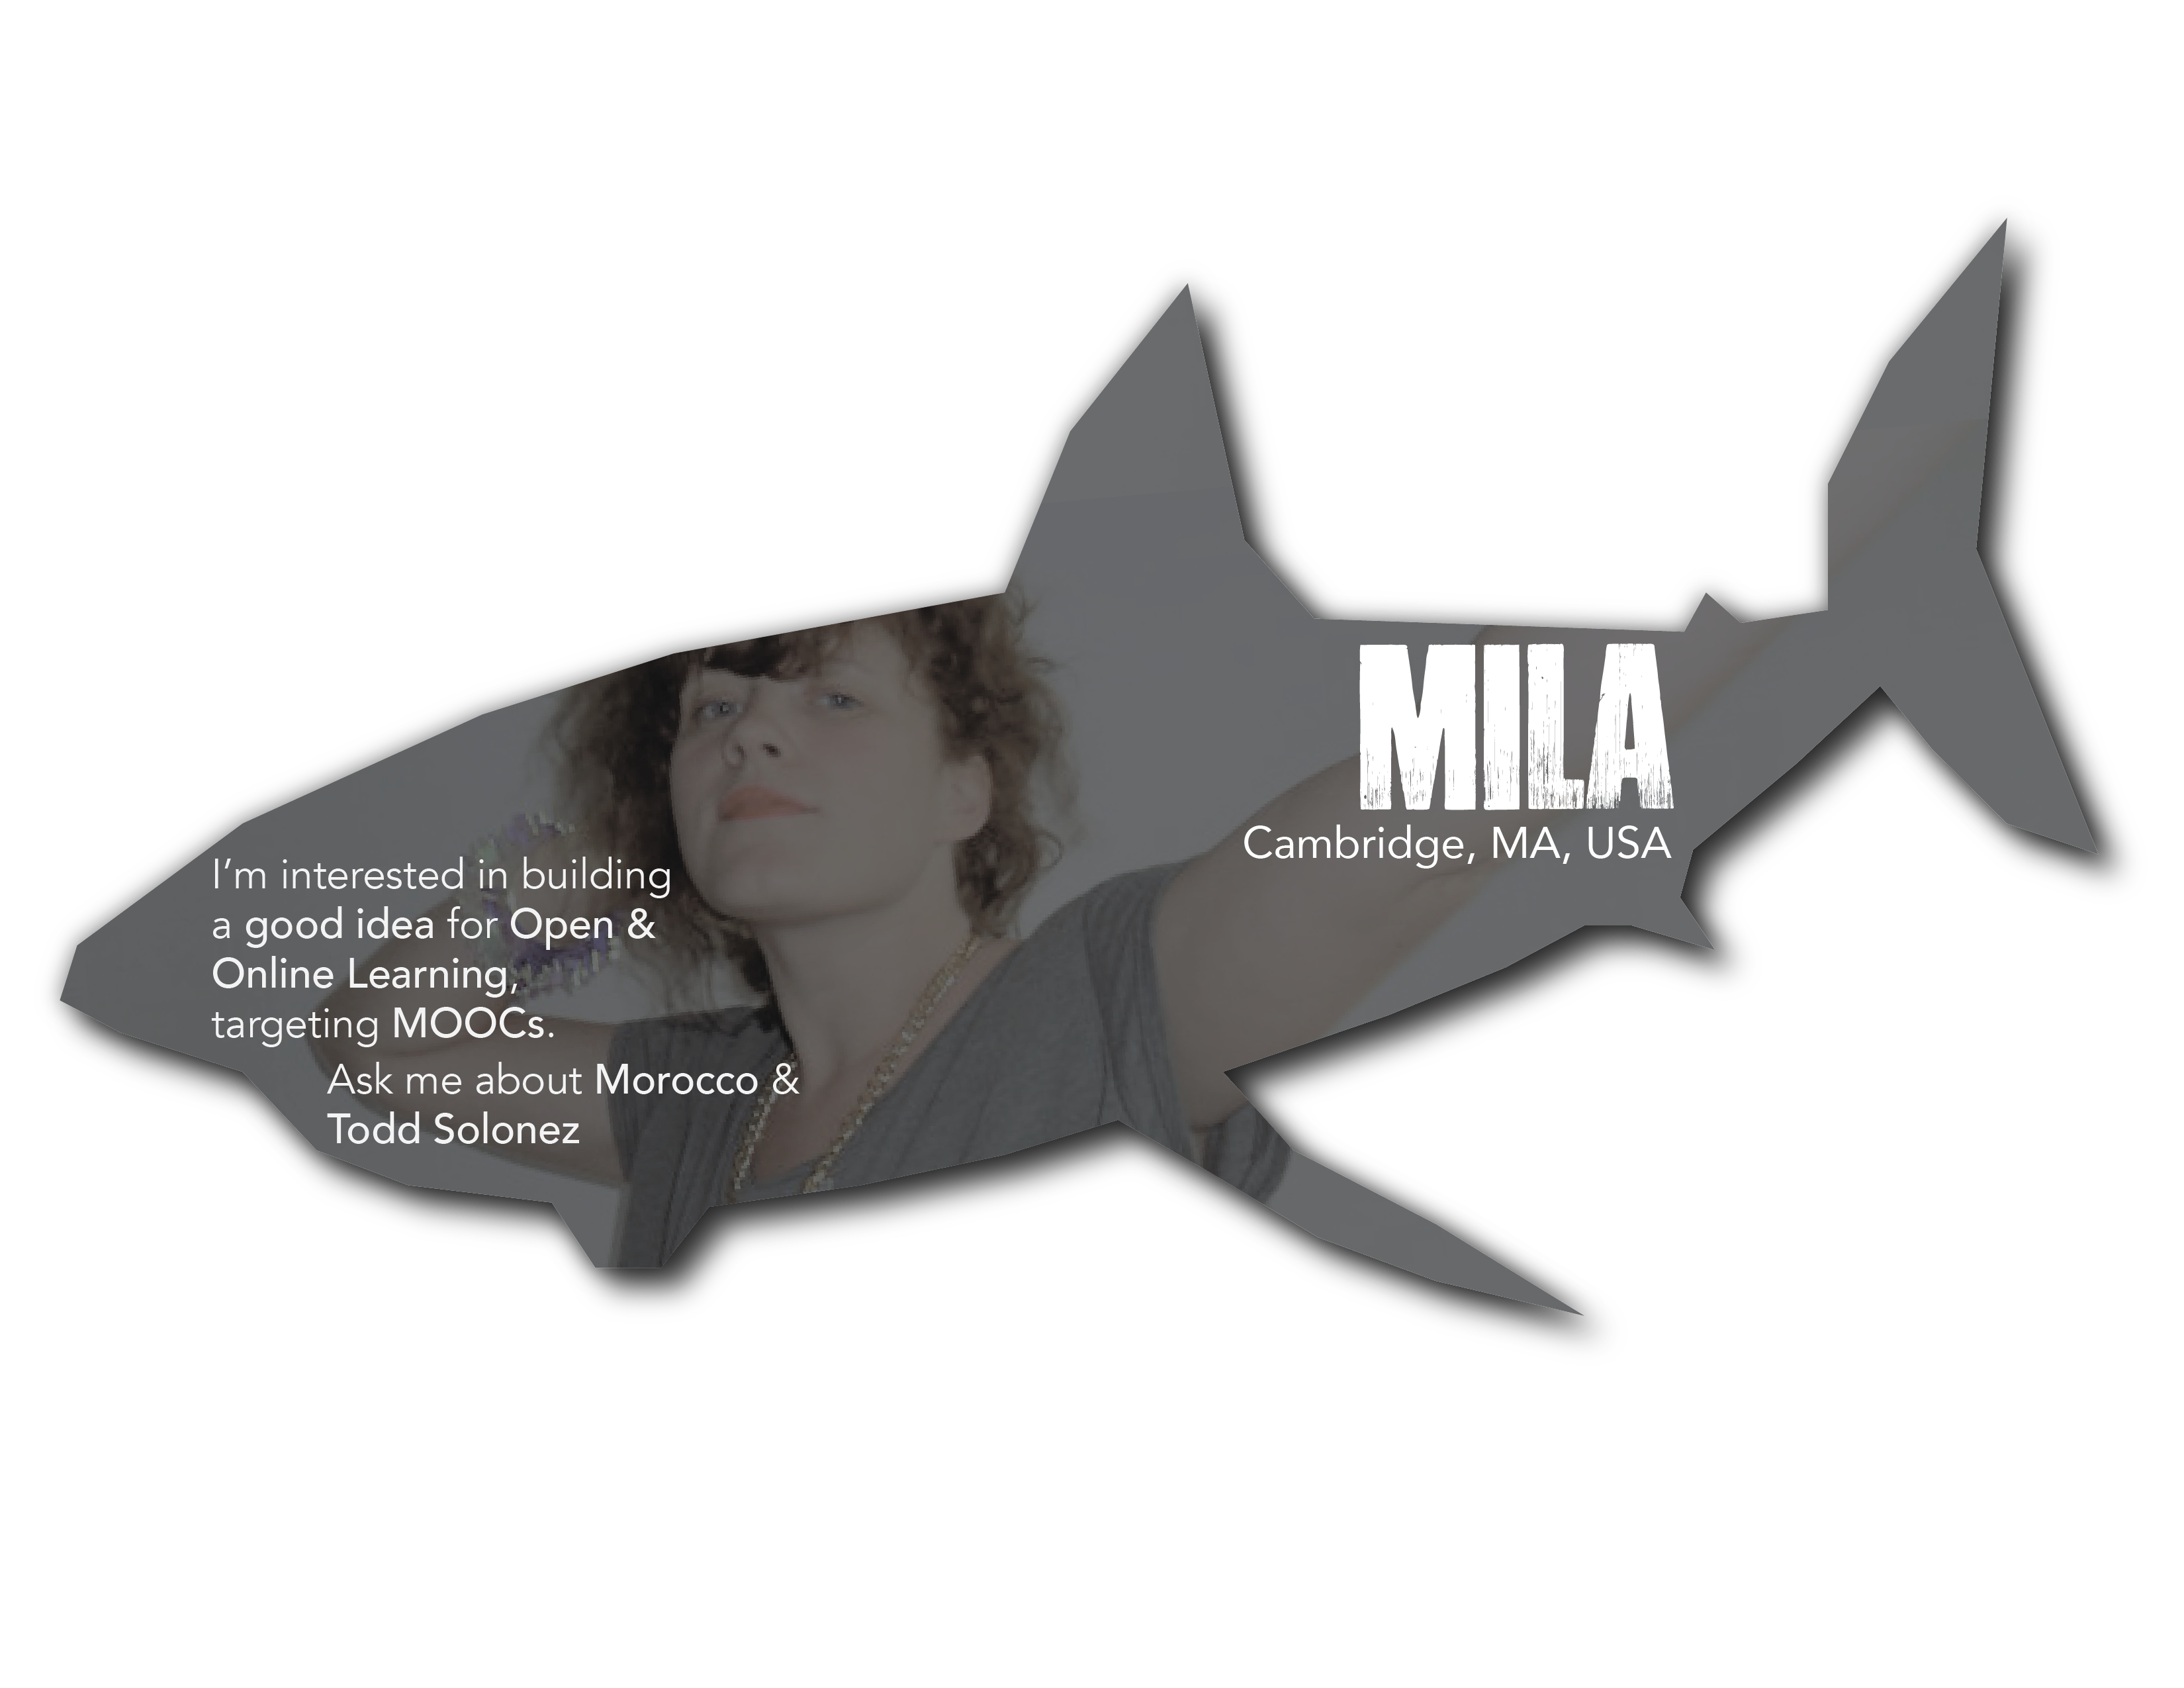 MILA
Cambridge, MA, USA
I’m interested in building
a good idea for Open &
Online Learning,
targeting MOOCs.
Ask me about Morocco &
Todd Solonez